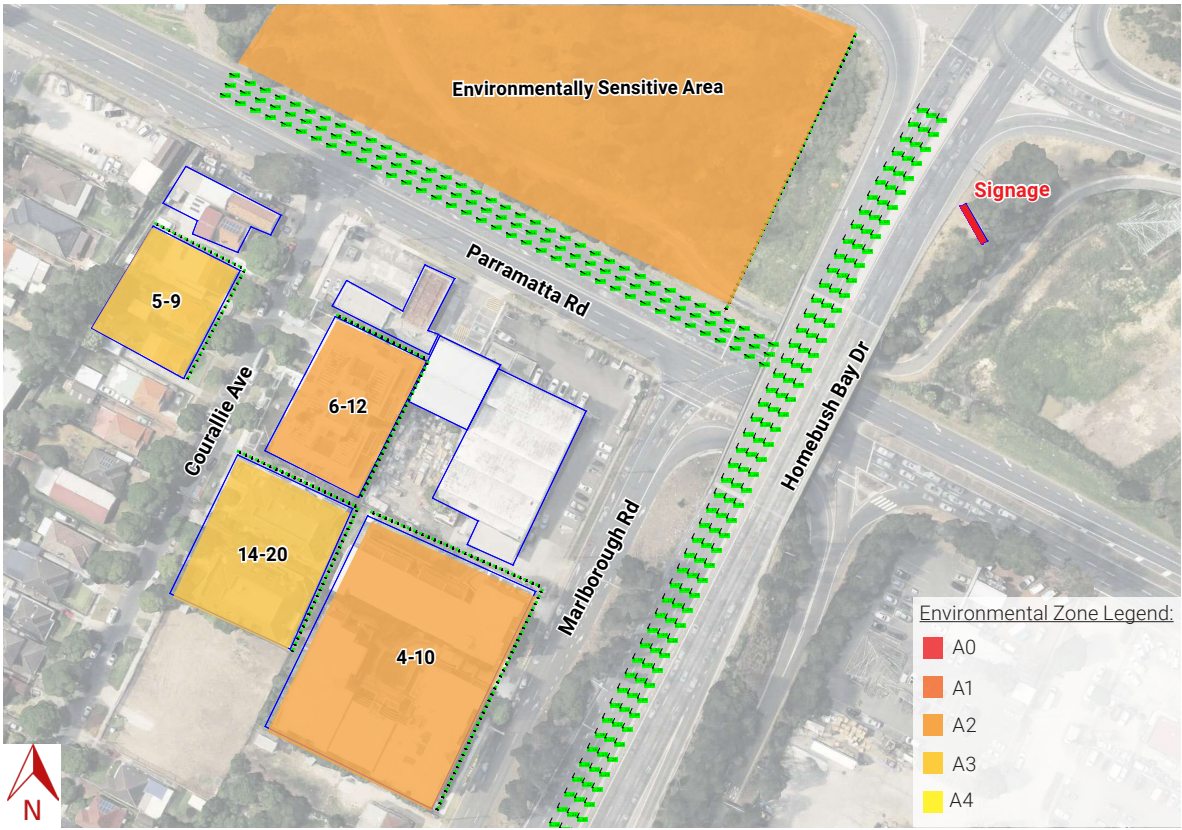 Environmentally Sensitive Area
Signage
Parramatta Rd
5-9
6-12
Courallie Ave
Homebush Bay Dr
14-20
Marlborough Rd
4-10
Environmental Zone Legend:
A0
A1
A2
A3
A4
N